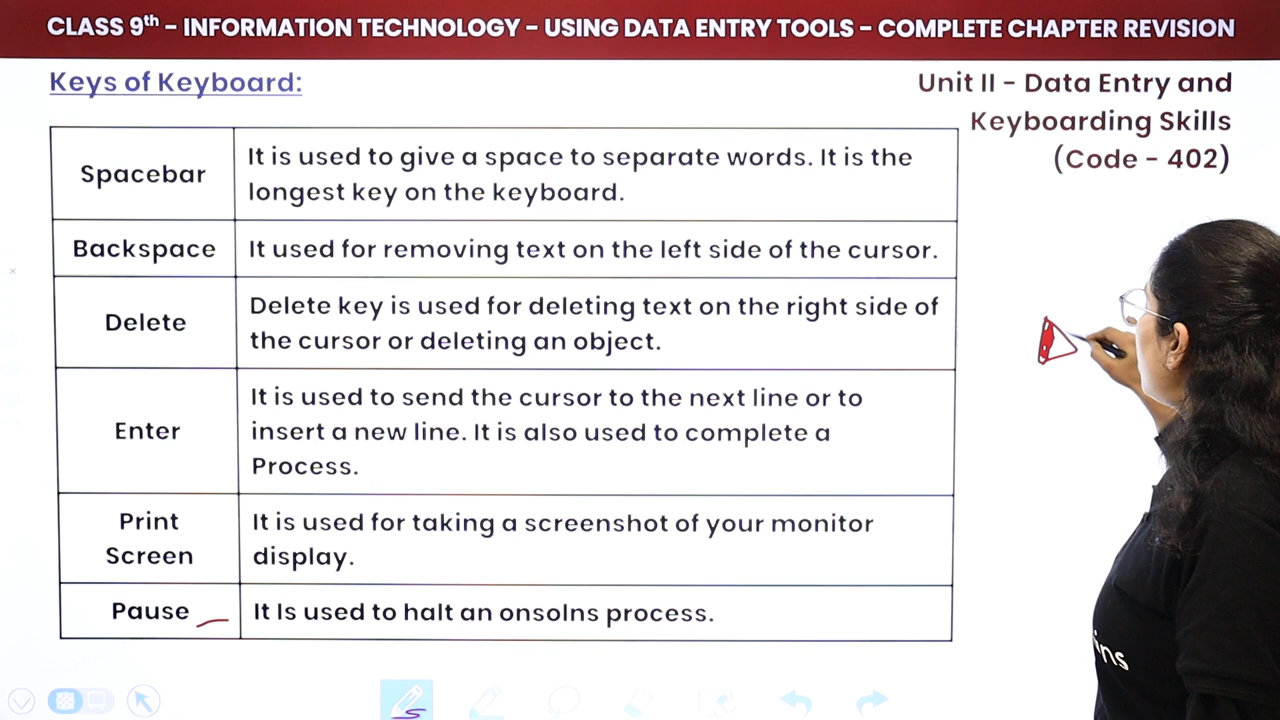 CLASS 9th - INFORMATION TECHNOLOGY - USING DATA ENTRY TOOLS - COMPLETE CHAPTER REVISION
Keys of Keyboard:
Unit II - Data Entry and
Keyboarding Skills
(Code - 402)
Spacebar
It is used to give a space to separate words. It is the
longest key on the keyboard.
Backspace
It used for removing text on the left side of the cursor.
Delete
Delete key is used for deleting text on the right side of
the cursor or deleting an object.
Enter
It is used to send the cursor to the next line or to
insert a new line. It is also used to complete a
Process.
Print
Screen
It is used for taking a screenshot of your monitor
display.
Pause
It Is used to halt an onsolns process.